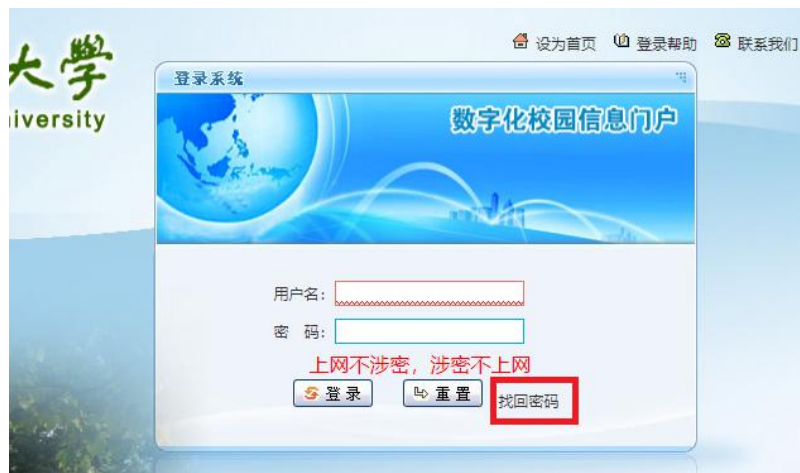 大學
iversity
设为首页 登录帮助 联系我们
登录系统
数字化校园信息门户
用户名:
密 码:
上网不涉密，涉密不上网
登 录 重 置 找回密码